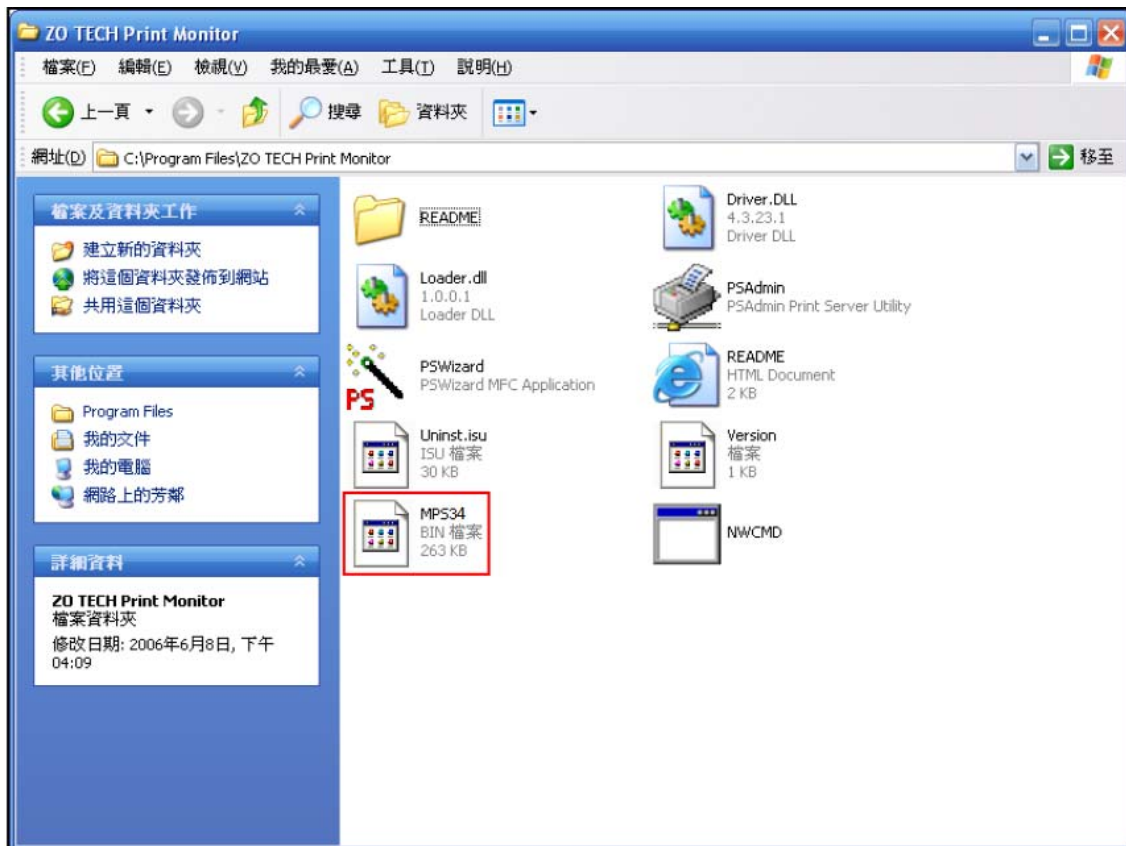 ZO TECH Print Monitor
檔案(F) 編輯(E) 檢視(V) 我的最愛(A) 工具(T) 說明(H)
上一頁 搜尋 資料夾
網址(D) C:\Program Files\ZO TECH Print Monitor 移至
檔案及資料夾工作
建立新的資料夾
將這個資料夾發佈到網站
共用這個資料夾
其他位置
Program Files
我的文件
我的電腦
網路上的芳鄰
詳細資料
ZO TECH Print Monitor
檔案資料夾
修改日期: 2006年6月8日, 下午
04:09
README
Driver.DLL
4.3.23.1
Driver DLL
Loader.dll
1.0.0.1
Loader DLL
PSAdmin
PSAdmin Print Server Utility
PS
PSWizard
PSWizard MFC Application
README
HTML Document
2 KB
Uninst.isu
ISU 檔案
30 KB
Version
檔案
1 KB
MPS34
BIN 檔案
263 KB
NWCMD